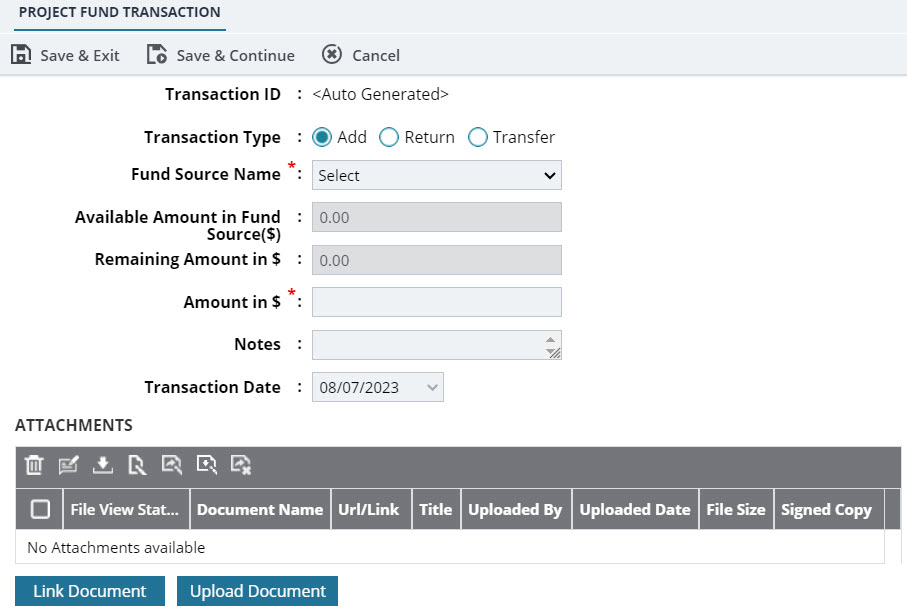 PROJECT FUND TRANSACTION
Save & Exit Save & Continue Cancel
Transaction ID : <Auto Generated>
Transaction Type : Add Return Transfer
Fund Source Name *: Select
Available Amount in Fund : 0.00
Source($)
Remaining Amount in $ : 0.00
Amount in $ *:
Notes :
Transaction Date : 08/07/2023
ATTACHMENTS
File View Stat... Document Name Url/Link Title Uploaded By Uploaded Date File Size Signed Copy
No Attachments available
Link Document Upload Document